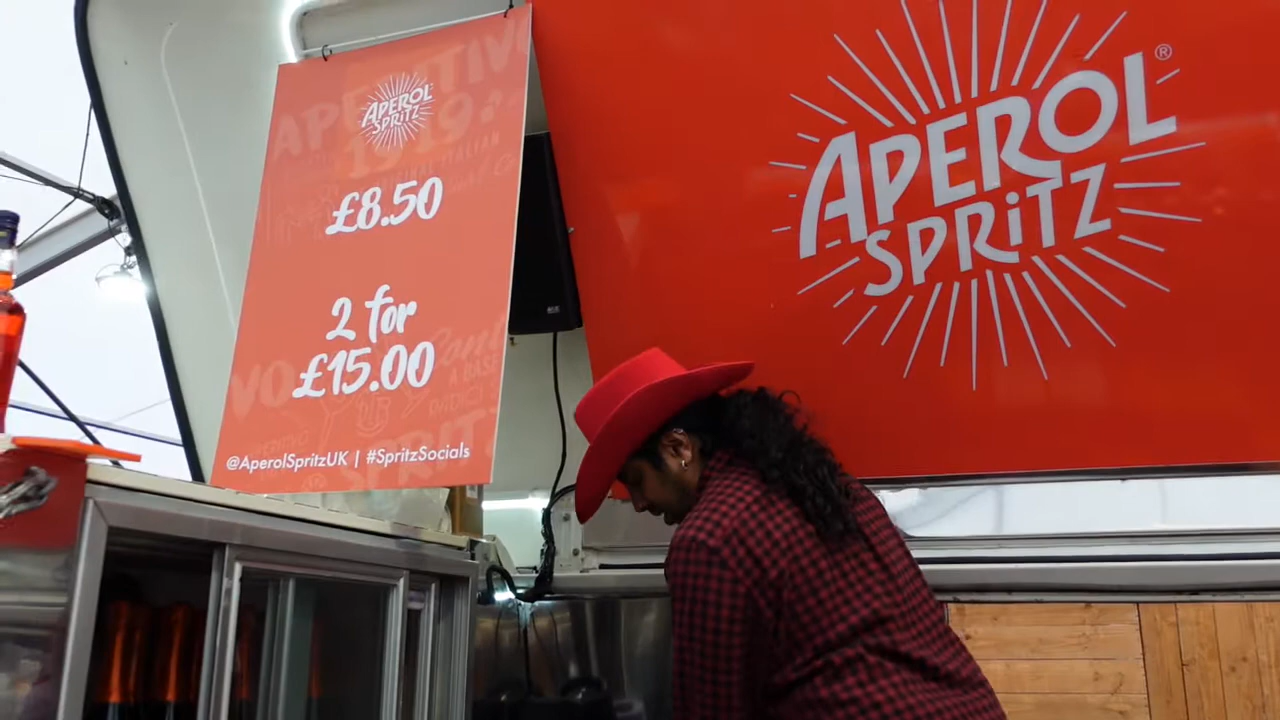 APEROL
SPRITZ
£8.50
2 for
£15.00
@AperolSpritzUK | #SpritzSocials
APEROL®
SPRITZ